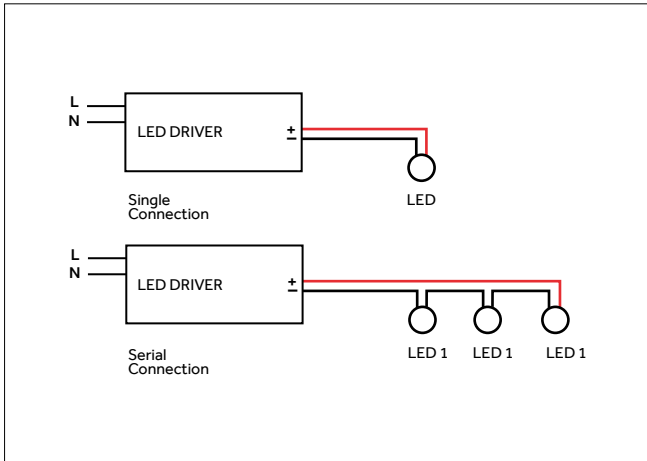 L
N
LED DRIVER
+
−
Single
Connection
LED
L
N
LED DRIVER
+
−
Serial
Connection
LED 1 LED 1 LED 1